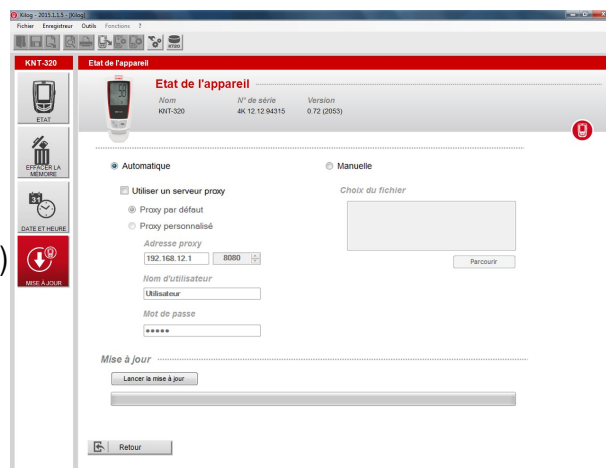 Kilog - 2015.1.1.5 - [Kilog]
Fichier Enregistreur Outils Fonctions ?
RTEO
KNT-320
Etat de l'appareil
Etat de l'appareil
Nom N° de série Version
KNT-320 4K 12.12.94315 0.72 (2053)
ETAT
EFFACER LA
MÉMOIRE
31
DATE ET HEURE
)
MISE À JOUR
Automatique Manuelle
Utiliser un serveur proxy Choix du fichier
Proxy par défaut
Proxy personnalisé
Adresse proxy
192.168.12.1 8080
Parcourir
Nom d'utilisateur
Utilisateur
Mot de passe
•••••
Mise à jour
Lancer la mise à jour
Retour